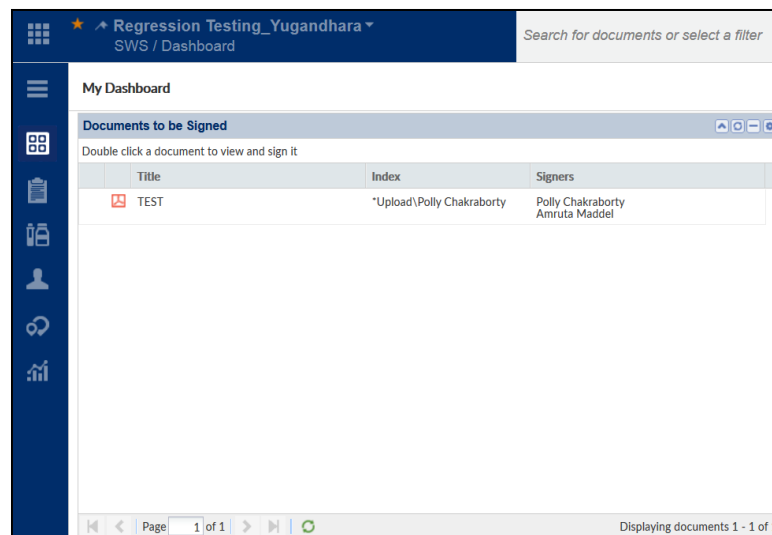 Regression Testing_Yugandhara
SWS / Dashboard
Search for documents or select a filter
My Dashboard
Documents to be Signed
Double click a document to view and sign it
Title Index Signers
TEST *Upload\Polly Chakraborty Polly Chakraborty
Amruta Maddel
Page 1 of 1 Displaying documents 1 - 1 of